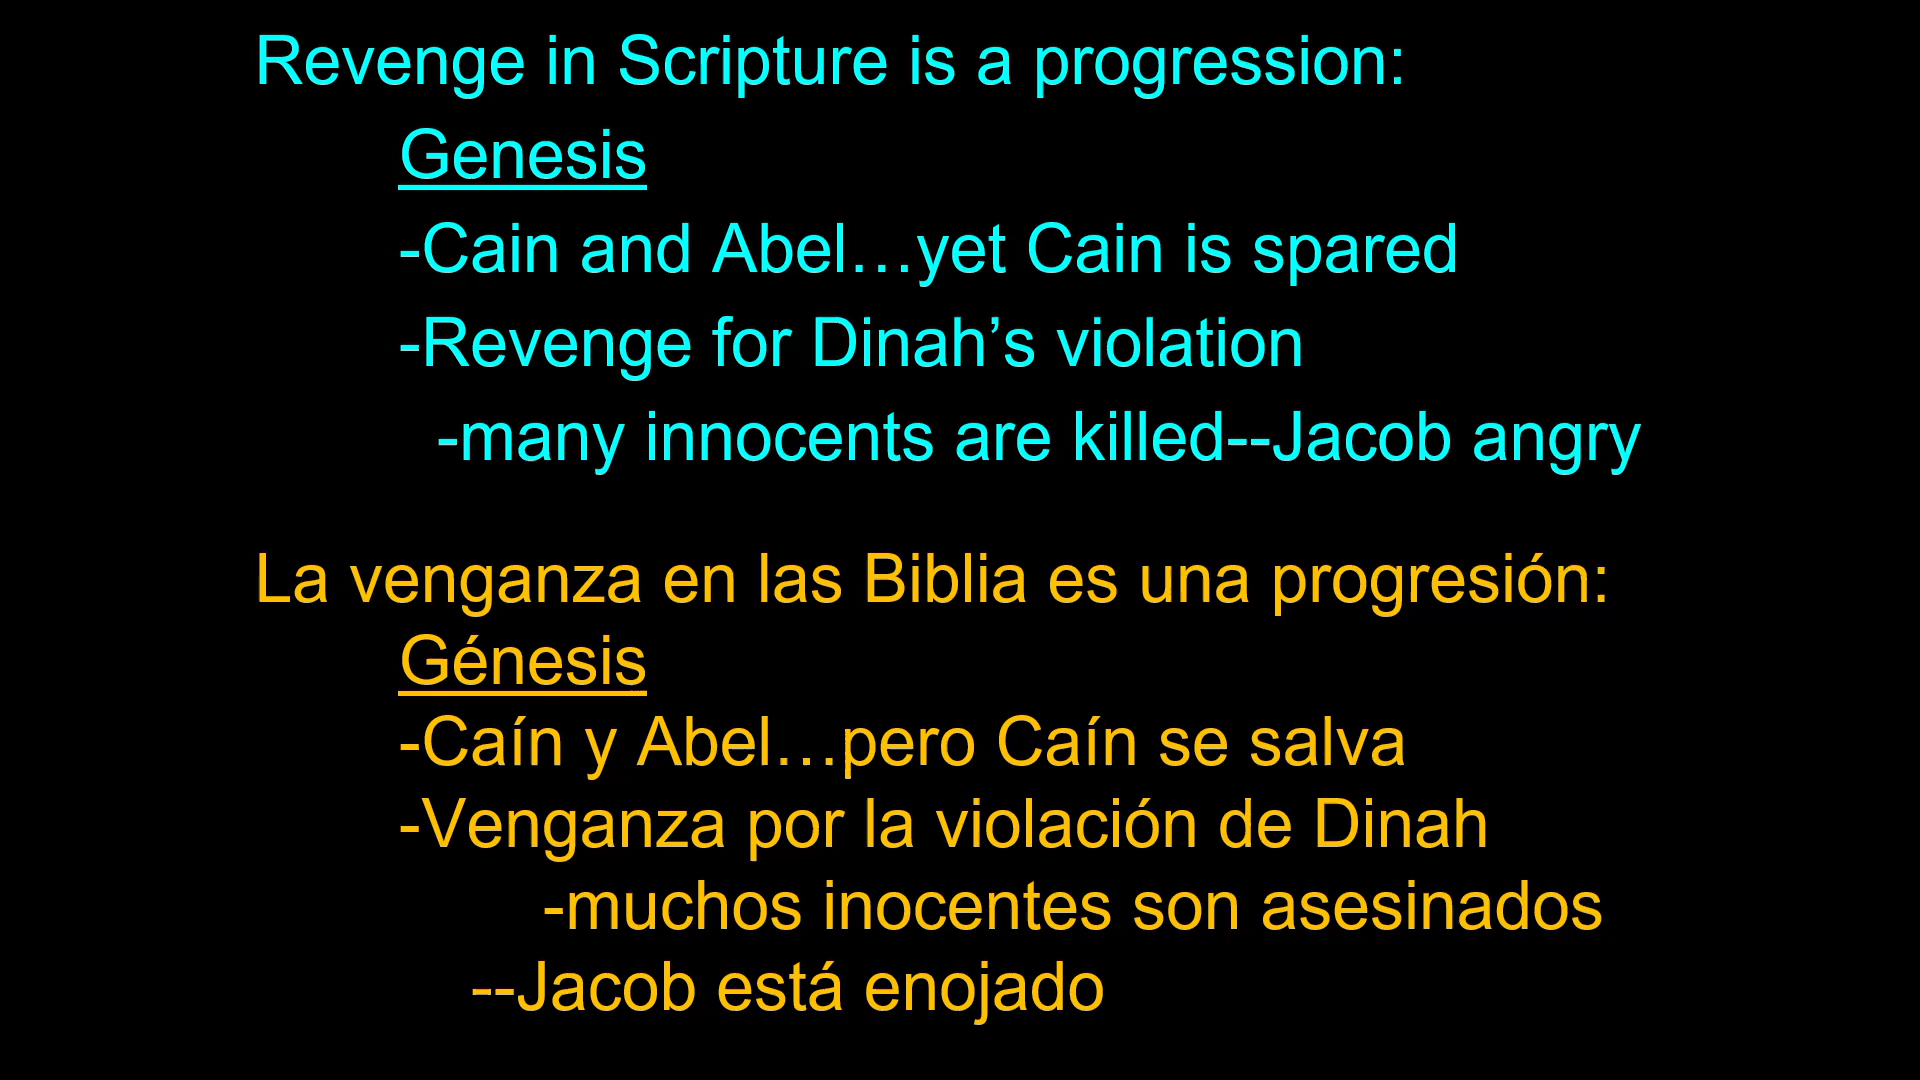 Revenge in Scripture is a progression:
Genesis
-Cain and Abel…yet Cain is spared
-Revenge for Dinah’s violation
-many innocents are killed--Jacob angry
La venganza en las Biblia es una progresión:
Génesis
-Caín y Abel…pero Caín se salva
-Venganza por la violación de Dinah
-muchos inocentes son asesinados
--Jacob está enojado